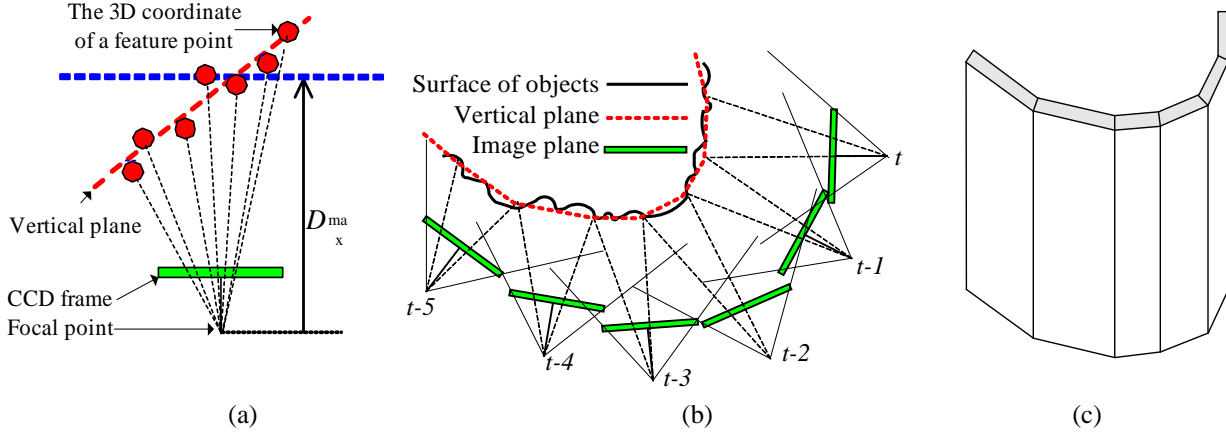 The 3D coordinate
of a feature point
Vertical plane
D ma x
CCD frame
Focal point
(a)
Surface of objects
Vertical plane
Image plane
t
t-1
t-2
t-3
t-4
t-5
(b)
(c)